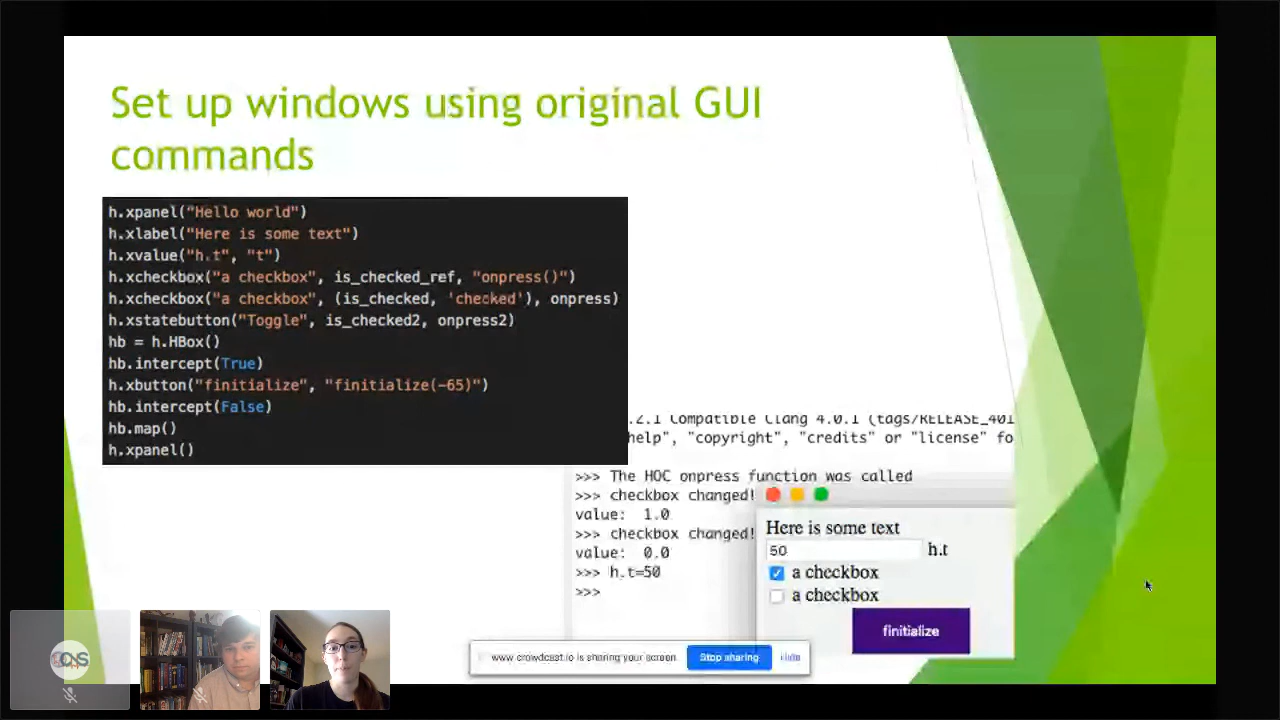 Set up windows using original GUI
commands
h.xpanel("Hello world")
h.xlabel("Here is some text")
h.xvalue("h.t", "t")
h.xcheckbox("a checkbox", is_checked_ref, "onpress()")
h.xcheckbox("a checkbox", (is_checked, 'checked'), onpress)
h.xstatebutton("Toggle", is_checked2, onpress2)
hb = h.HBox()
hb.intercept(True)
h.xbutton("finitialize", "finitialize(-65)")
hb.intercept(False)
hb.map()
h.xpanel()
.2.1 Compatible Clang 4.0.1 (tags/RELEASE_401
help", "copyright", "credits" or "license" fo
>>> The HOC onpress function was called
>>> checkbox changed!
value: 1.0
>>> checkbox changed!
value: 0.0
>>> h.t=50
>>>
Here is some text
50 h.t
a checkbox
a checkbox
finitialize
www.crowdcast.io is sharing your screen Stop sharing Hide